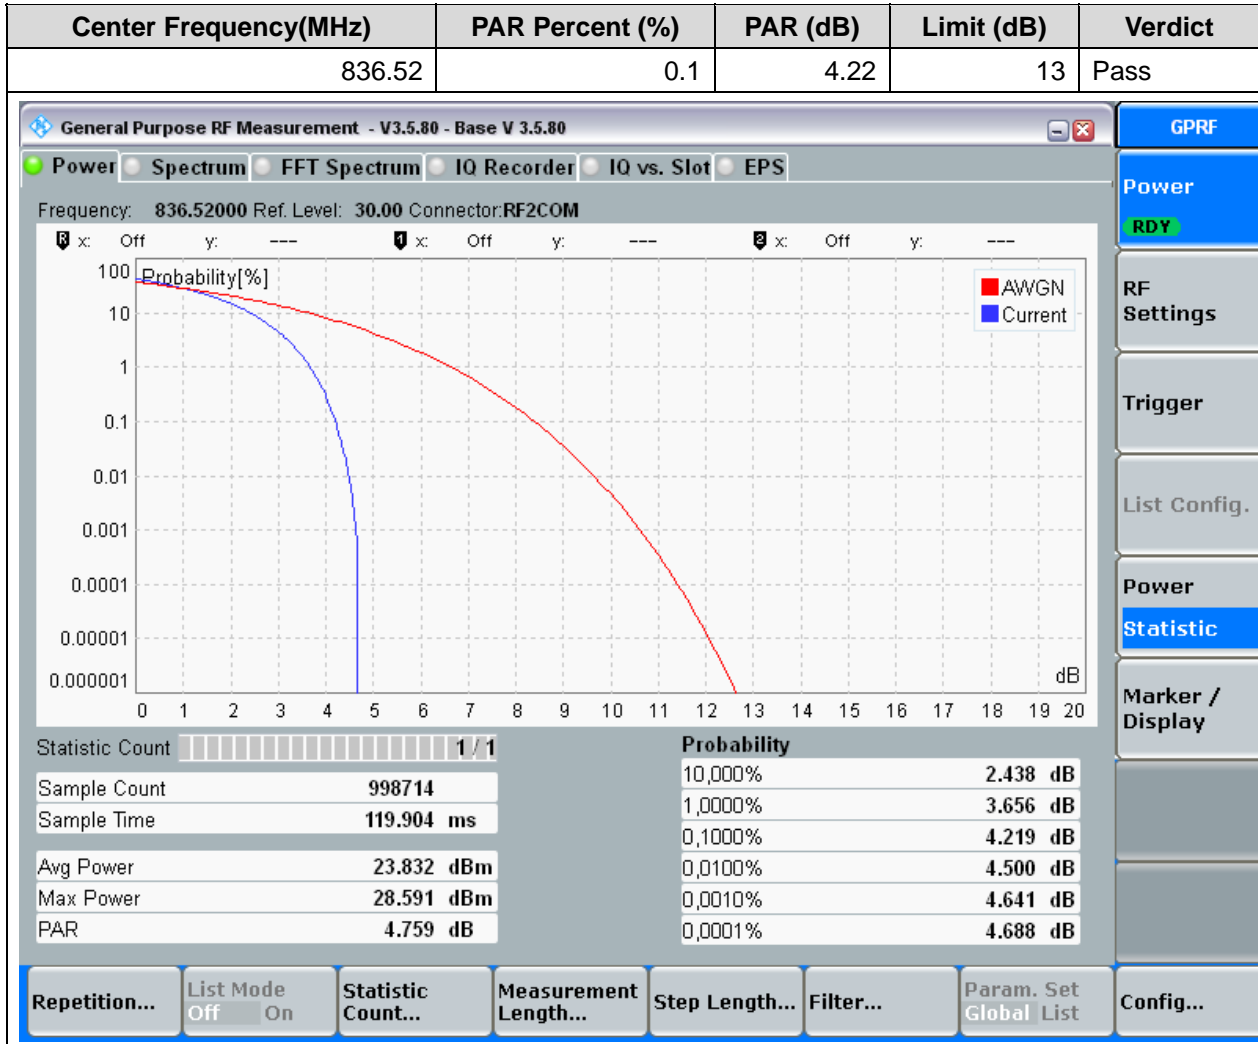 Center Frequency(MHz) PAR Percent (%) PAR (dB) Limit (dB) Verdict
836.52 0.1 4.22 13 Pass
General Purpose RF Measurement - V3.5.80 - Base V 3.5.80
GPRF
Power Spectrum FFT Spectrum IQ Recorder IQ vs. Slot EPS
Power
RDY
Frequency: 836.52000 Ref. Level: 30.00 Connector:RF2COM
R x: Off y: --- 1 x: Off y: --- 2 x: Off y: ---
Probability[%]
AWGN
Current
100
10
1
0.1
0.01
0.001
0.0001
0.00001
0.000001
dB
0 1 2 3 4 5 6 7 8 9 10 11 12 13 14 15 16 17 18 19 20
RF
Settings
Trigger
List Config.
Power
Statistic
Marker /
Display
Statistic Count 1 / 1
Sample Count 998714
Sample Time 119.904 ms
Avg Power 23.832 dBm
Max Power 28.591 dBm
PAR 4.759 dB
Probability
10,000% 2.438 dB
1,0000% 3.656 dB
0,1000% 4.219 dB
0,0100% 4.500 dB
0,0010% 4.641 dB
0,0001% 4.688 dB
Repetition...
List Mode
Off On
Statistic
Count...
Measurement
Length...
Step Length...
Filter...
Param. Set
Global List
Config...